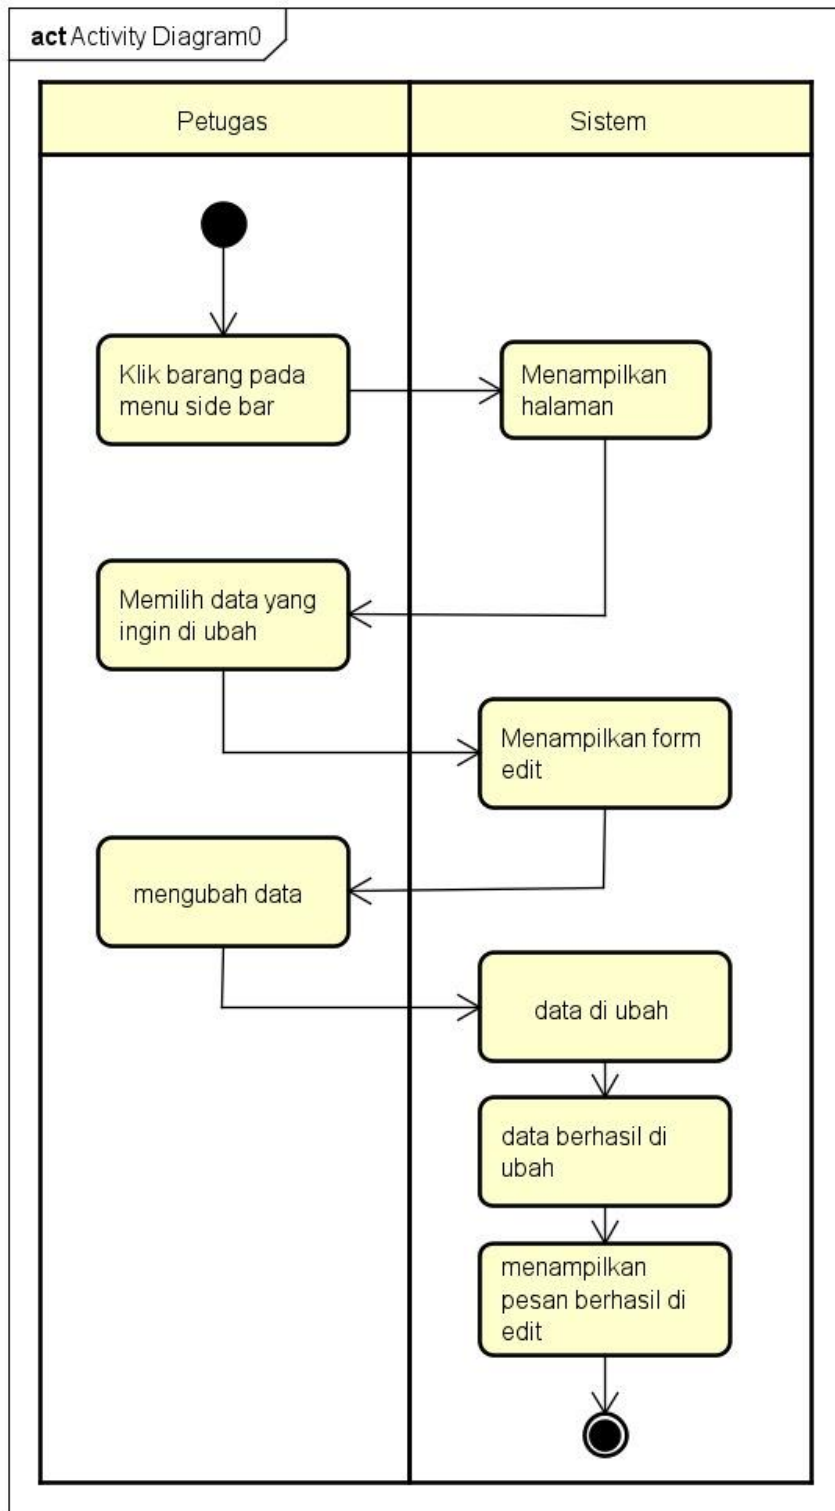 act Activity Diagram0
Petugas
Sistem
Klik barang pada
menu side bar
Menampilkan
halaman
Memilih data yang
ingin di ubah
Menampilkan form
edit
mengubah data
data di ubah
data berhasil di
ubah
menampilkan
pesan berhasil di
edit